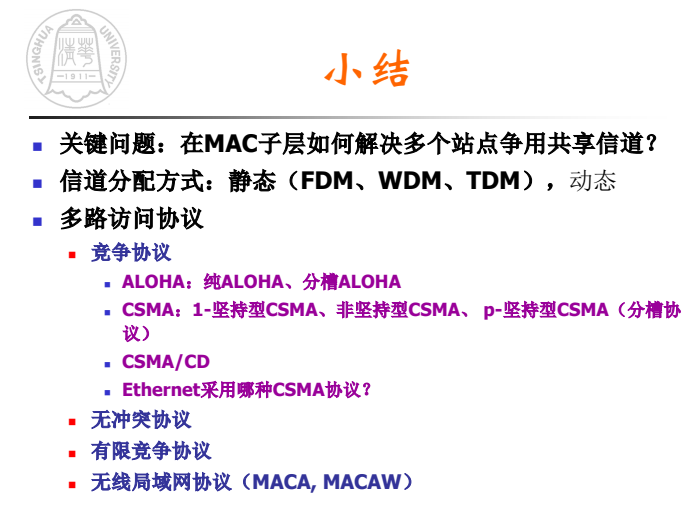 TSINGHUA UNIVERSITY
清華
-1911-
小结
关键问题：在MAC子层如何解决多个站点争用共享信道？
信道分配方式：静态（FDM、WDM、TDM），动态
多路访问协议
竞争协议
ALOHA：纯ALOHA、分槽ALOHA
CSMA：1-坚持型CSMA、非坚持型CSMA、 p-坚持型CSMA（分槽协
议）
CSMA/CD
Ethernet采用哪种CSMA协议？
无冲突协议
有限竞争协议
无线局域网协议（MACA, MACAW）